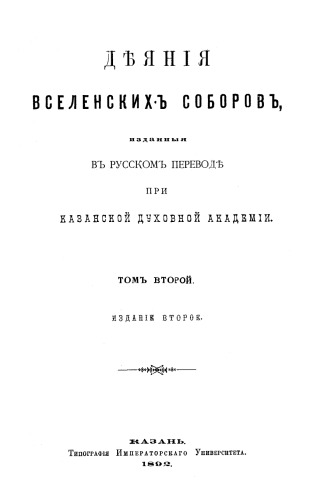 ДѢЯНІЯ
ВСЕЛЕНСКИХЪ СОБОРОВЪ,
изданныя
ВЪ РУССКОМЪ ПЕРЕВОДѢ
ПРИ
КАЗАНСКОЙ ДУХОВНОЙ АКАДЕМІИ.
ТОМЪ ВТОРОЙ.
ИЗДАНІЕ ВТОРОЕ.
КАЗАНЬ.
Типографія Императорскаго Университета.
1892.